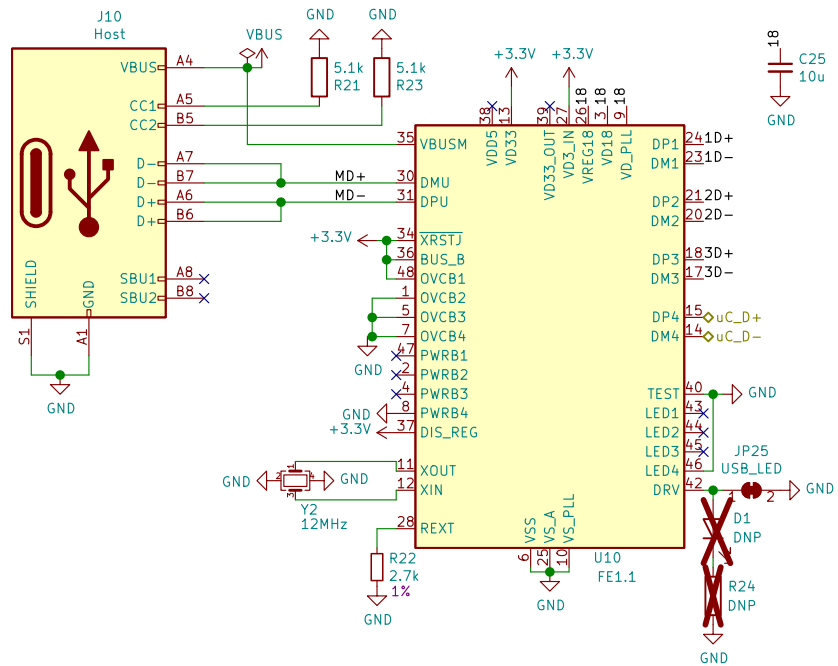 J10
Host
VBUS A4
CC1 A5
CC2 B5
D- A7
D- B7
D+ A6
D+ B6
SBU1 A8
SBU2 B8
SHIELD
GND
S1
A1
GND
VBUS
GND
5.1k
R21
GND
5.1k
R23
MD+
MD-
+3.3V
+3.3V
+3.3V
18
18
18
38
13
39
27
26
3
9
VDD5
VD33
VD33_OUT
VD3_IN
VREG18
VD18
VD_PLL
35 VBUSM
30 DMU
31 DPU
34 XRSTJ
36 BUS_B
48 OVCB1
1 OVCB2
5 OVCB3
7 OVCB4
GND
47 PWRB1
2 PWRB2
4 PWRB3
GND 8 PWRB4
+3.3V 37 DIS_REG
11 XOUT
12 XIN
28 REXT
GND
1
2
3
4
GND
Y2
12MHz
R22
2.7k
1%
GND
DP1 24 1D+
DM1 23 1D-
DP2 21 2D+
DM2 20 2D-
DP3 18 3D+
DM3 17 3D-
DP4 15 uC_D+
DM4 14 uC_D-
TEST 40 GND
LED1 43
LED2 44
LED3 45
LED4 46
DRV 42
VSS
VS_A
VS_PLL
6
25
10
GND
U10
FE1.1
JP25
USB_LED
1
2
GND
D1
DNP
R24
DNP
GND
18
C25
10u
GND